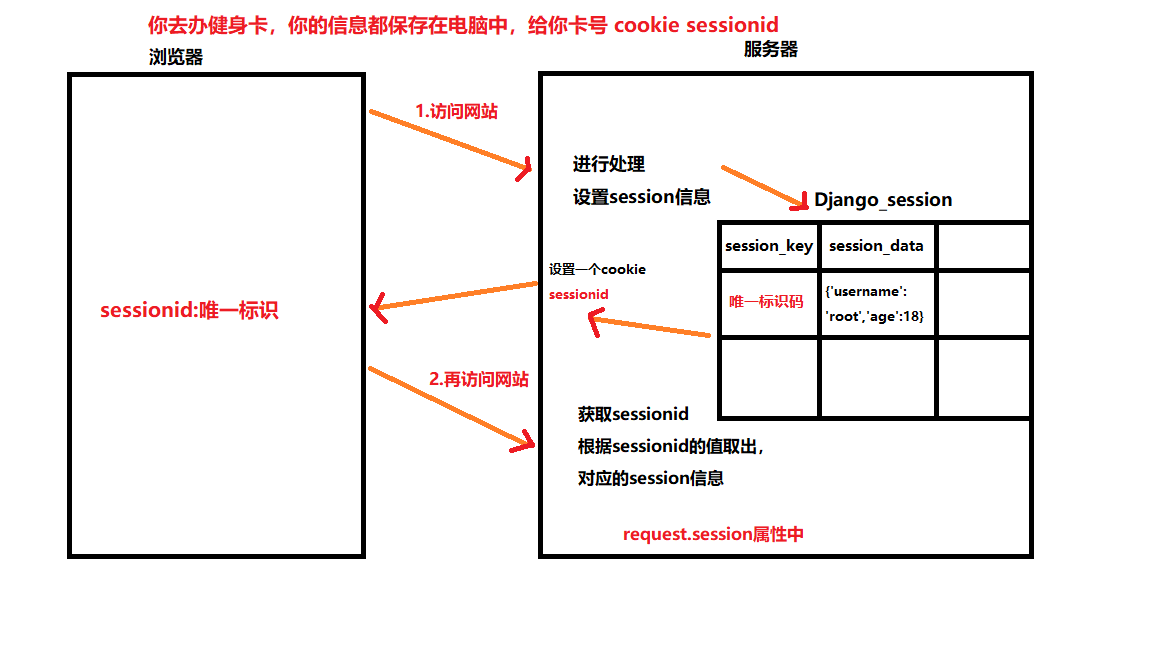 你去办健身卡，你的信息都保存在电脑中，给你卡号 cookie sessionid
浏览器
服务器
1.访问网站
进行处理
设置session信息
Django_session
session_key
session_data
设置一个cookie
sessionid
唯一标识码
{'username':
'root','age':18}
sessionid:唯一标识
2.再访问网站
获取sessionid
根据sessionid的值取出，
对应的session信息
request.session属性中